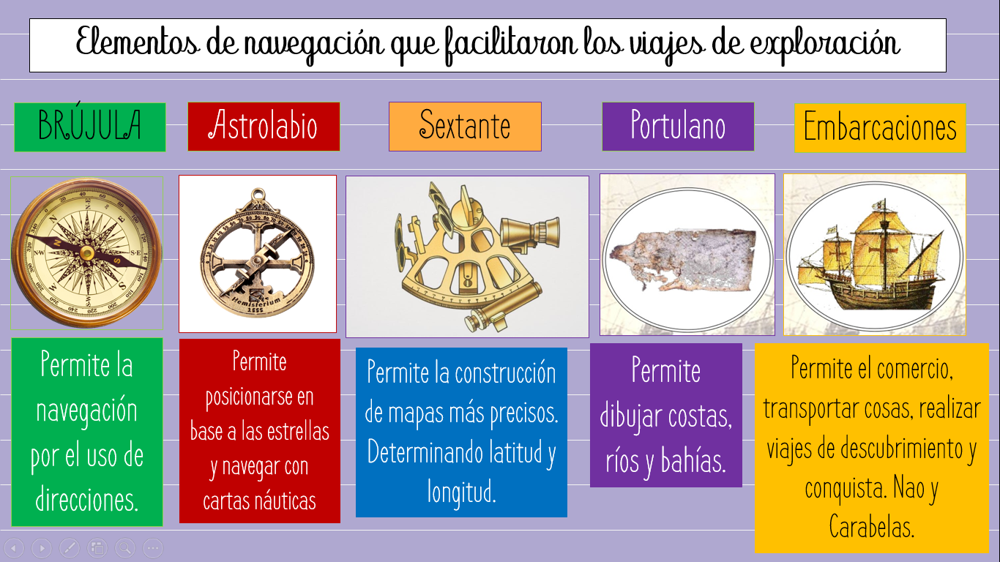 Elementos de navegación que facilitaron los viajes de exploración
BRÚJULA
Astrolabio
Sextante
Portulano
Embarcaciones
Hemisferium
1555
Permite la
navegación
por el uso de
direcciones.
Permite
posicionarse en
base a las estrellas
y navegar con
cartas náuticas
Permite la construcción
de mapas más precisos.
Determinando latitud y
longitud.
Permite
dibujar costas,
ríos y bahías.
Permite el comercio,
transportar cosas, realizar
viajes de descubrimiento y
conquista. Nao y
Carabelas.